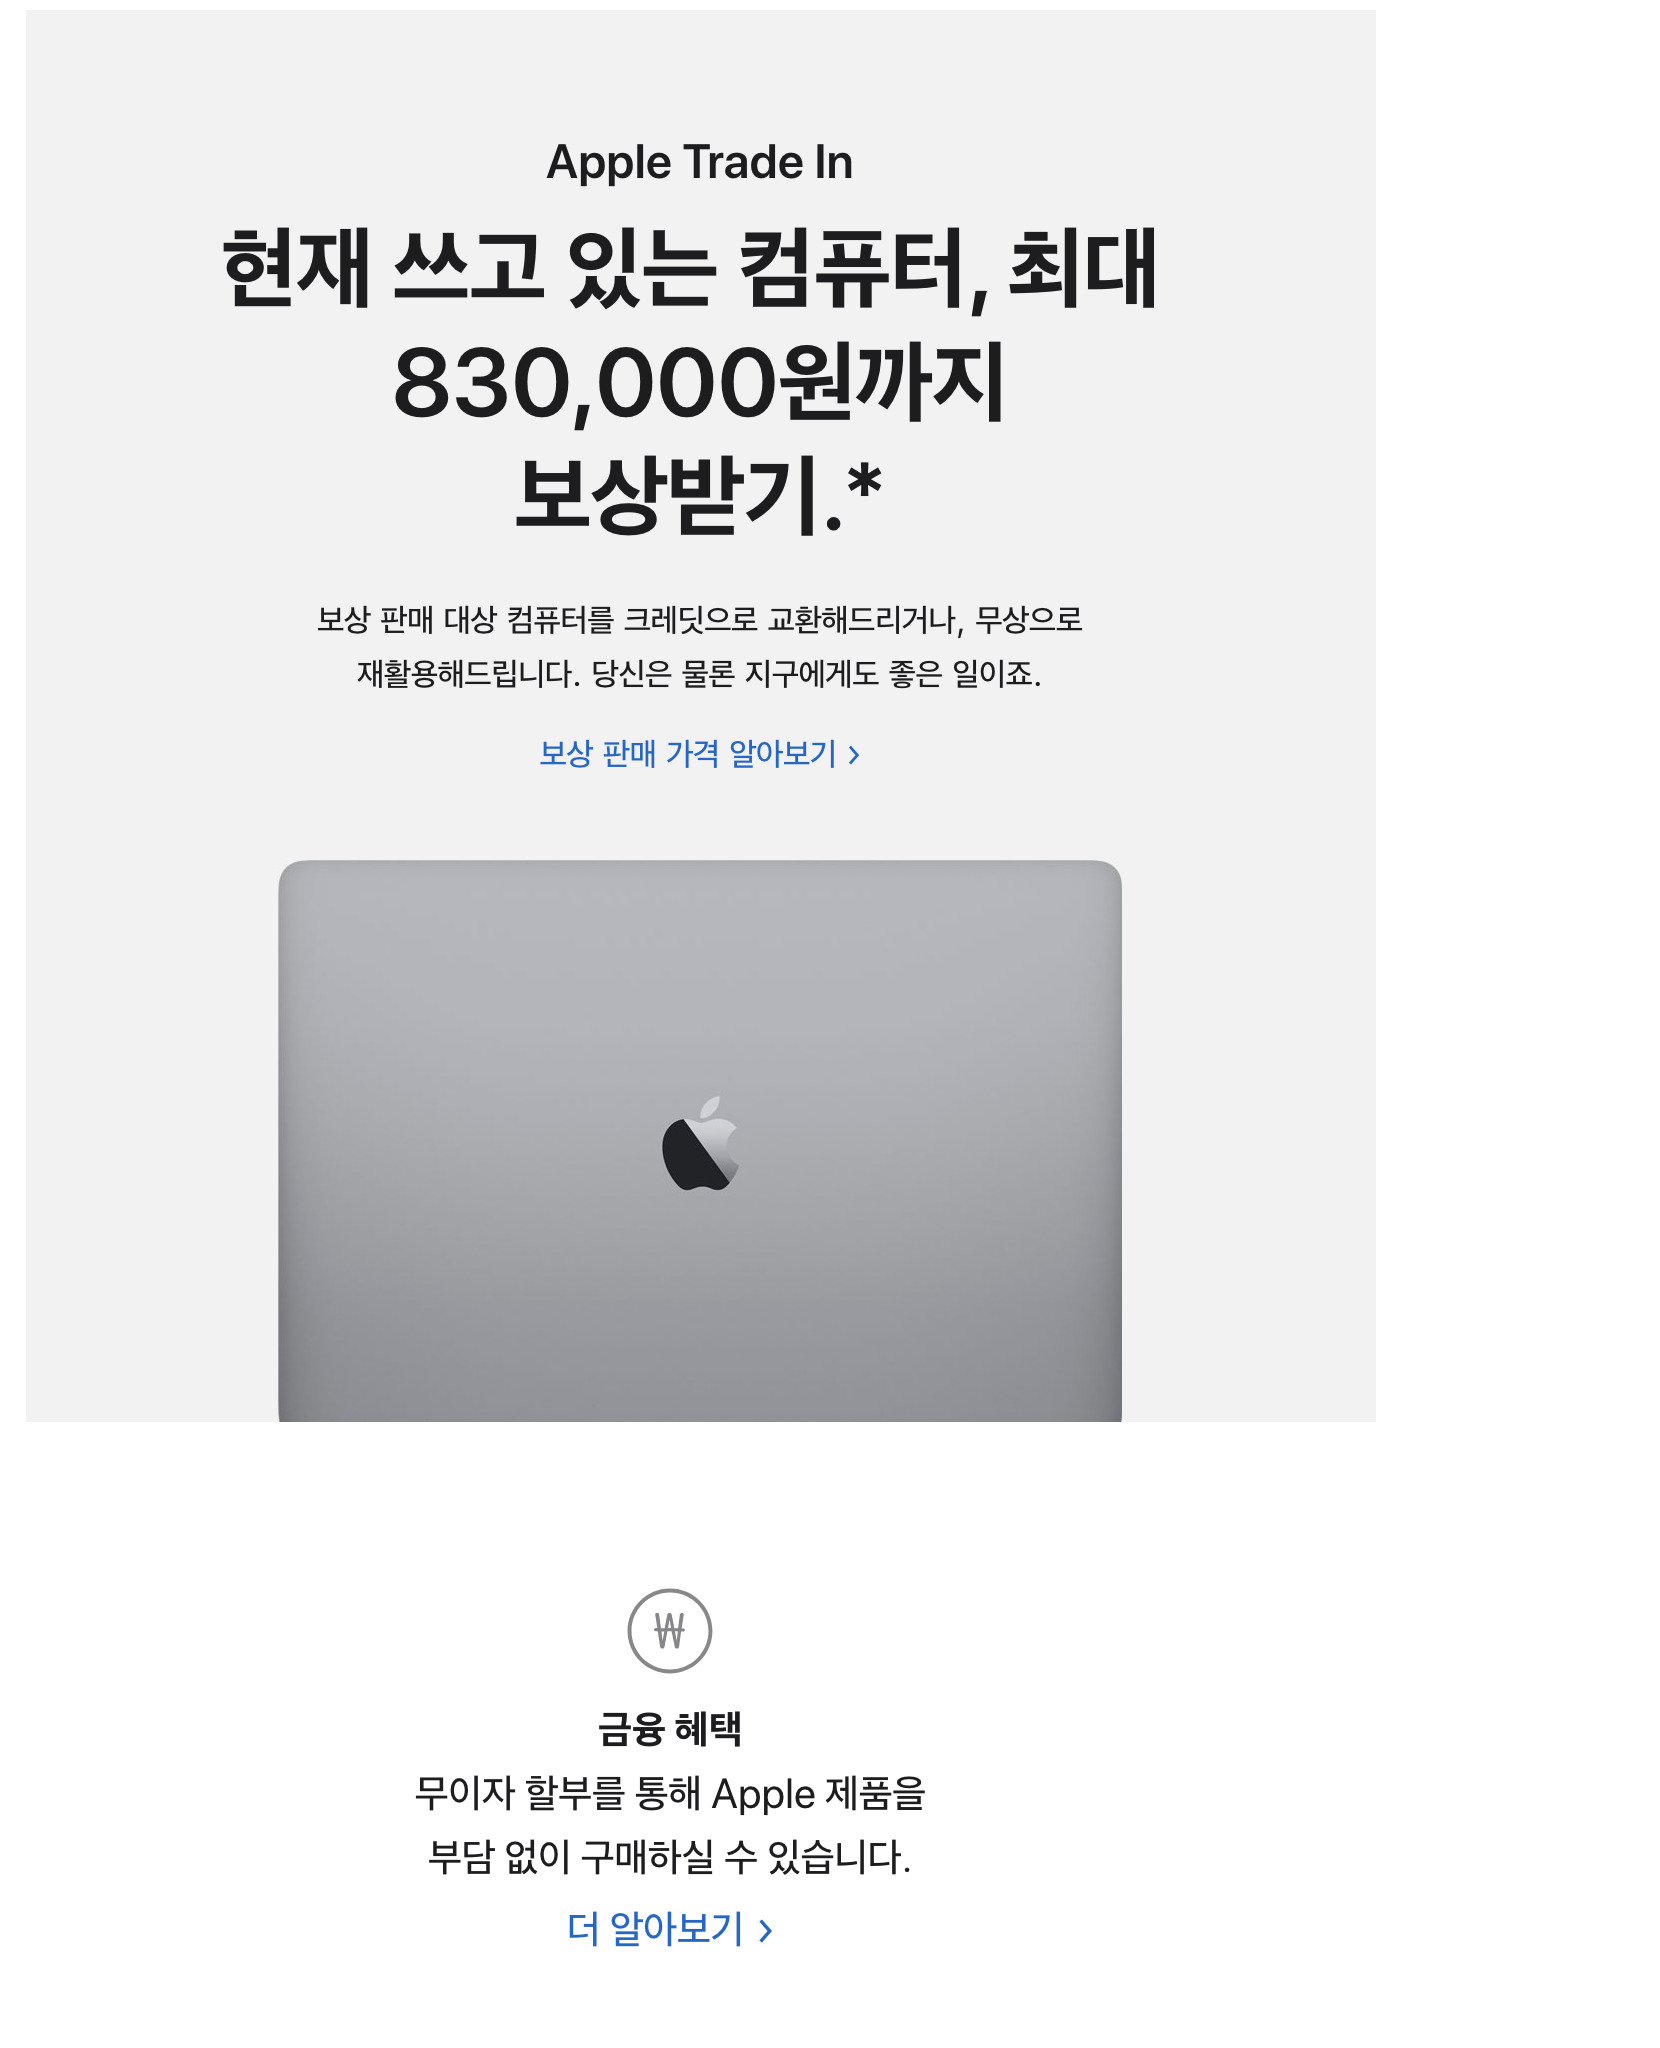 Apple Trade In
현재 쓰고 있는 컴퓨터, 최대
830,000원까지
보상받기.*
보상 판매 대상 컴퓨터를 크레딧으로 교환해드리거나, 무상으로
재활용해드립니다. 당신은 물론 지구에게도 좋은 일이죠.
보상 판매 가격 알아보기 >
₩
금융 혜택
무이자 할부를 통해 Apple 제품을
부담 없이 구매하실 수 있습니다.
더 알아보기 >